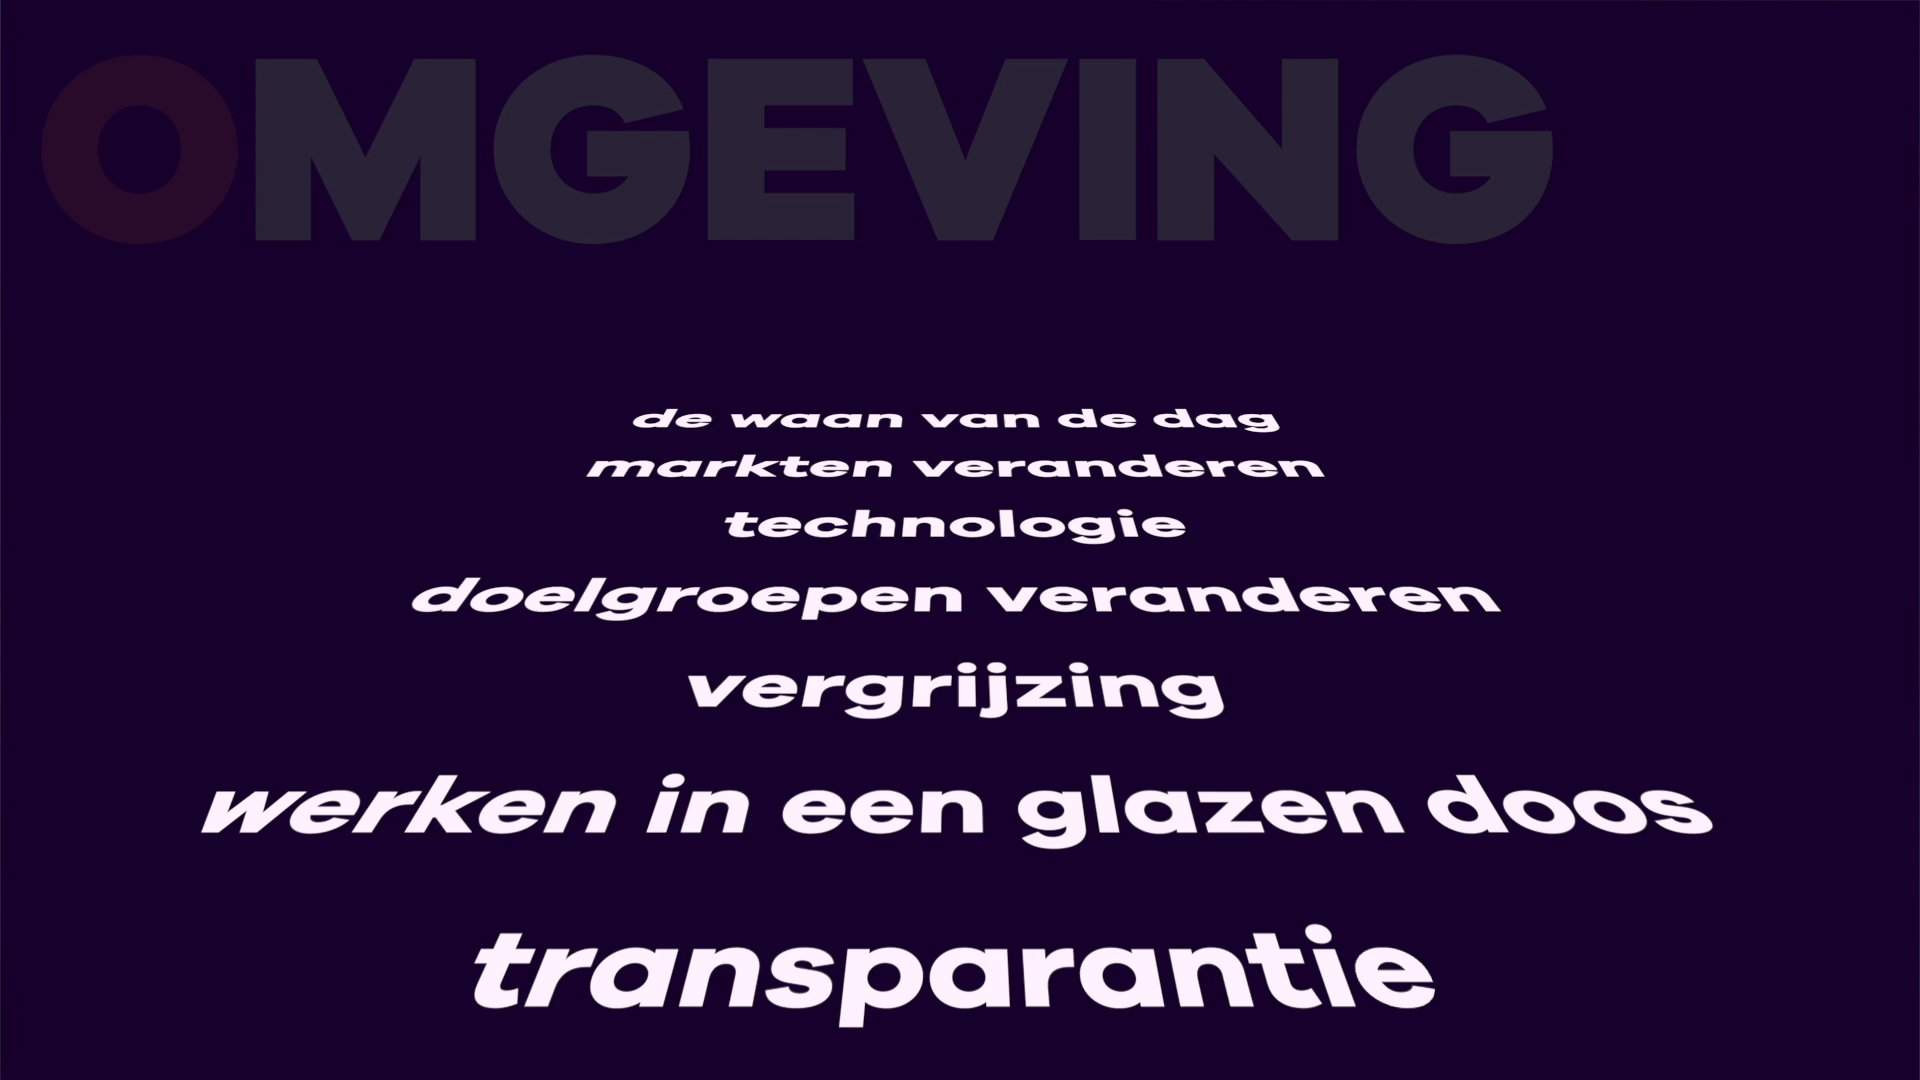 OMGEVING
de waan van de dag
markten veranderen
technologie
doelgroepen veranderen
vergrijzing
werken in een glazen doos
transparantie